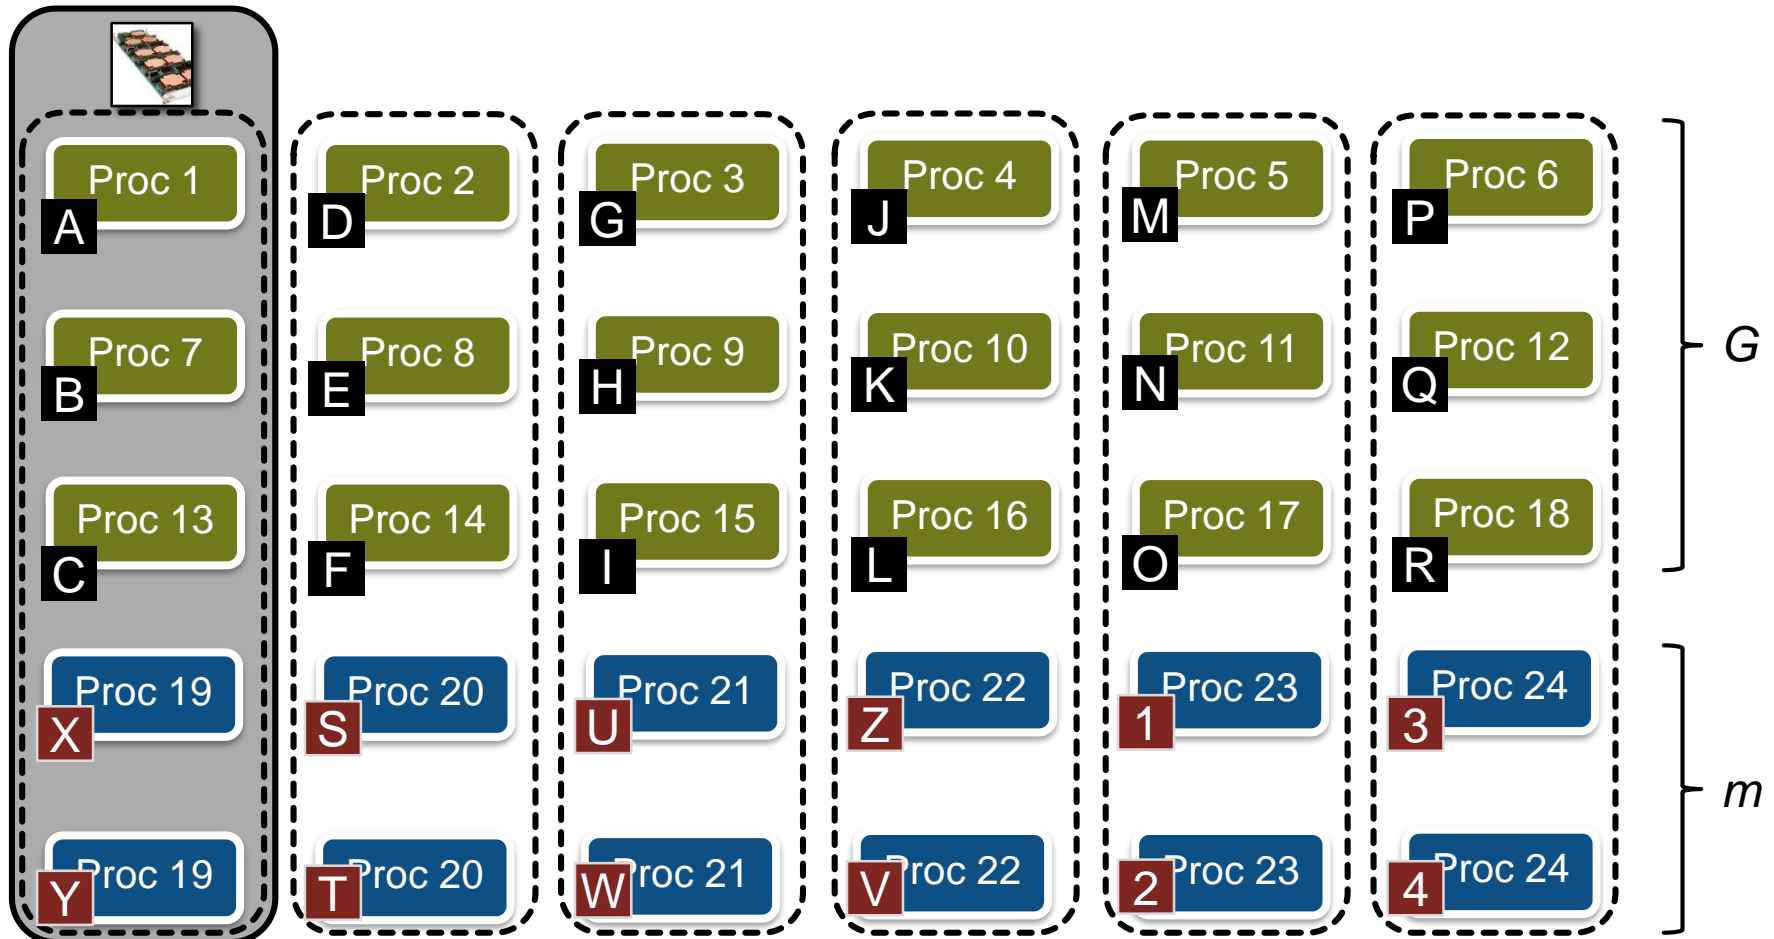 Proc 1
Proc 2
Proc 3
Proc 4
Proc 5
Proc 6
A
D
G
J
M
P
Proc 7
Proc 8
Proc 9
Proc 10
Proc 11
Proc 12
G
B
E
H
K
N
Q
Proc 13
Proc 14
Proc 15
Proc 16
Proc 17
Proc 18
C
F
I
L
O
R
Proc 19
Proc 20
Proc 21
Proc 22
Proc 23
Proc 24
X
S
U
Z
1
3
m
Proc 19
Proc 20
Proc 21
Proc 22
Proc 23
Proc 24
Y
T
W
V
2
4